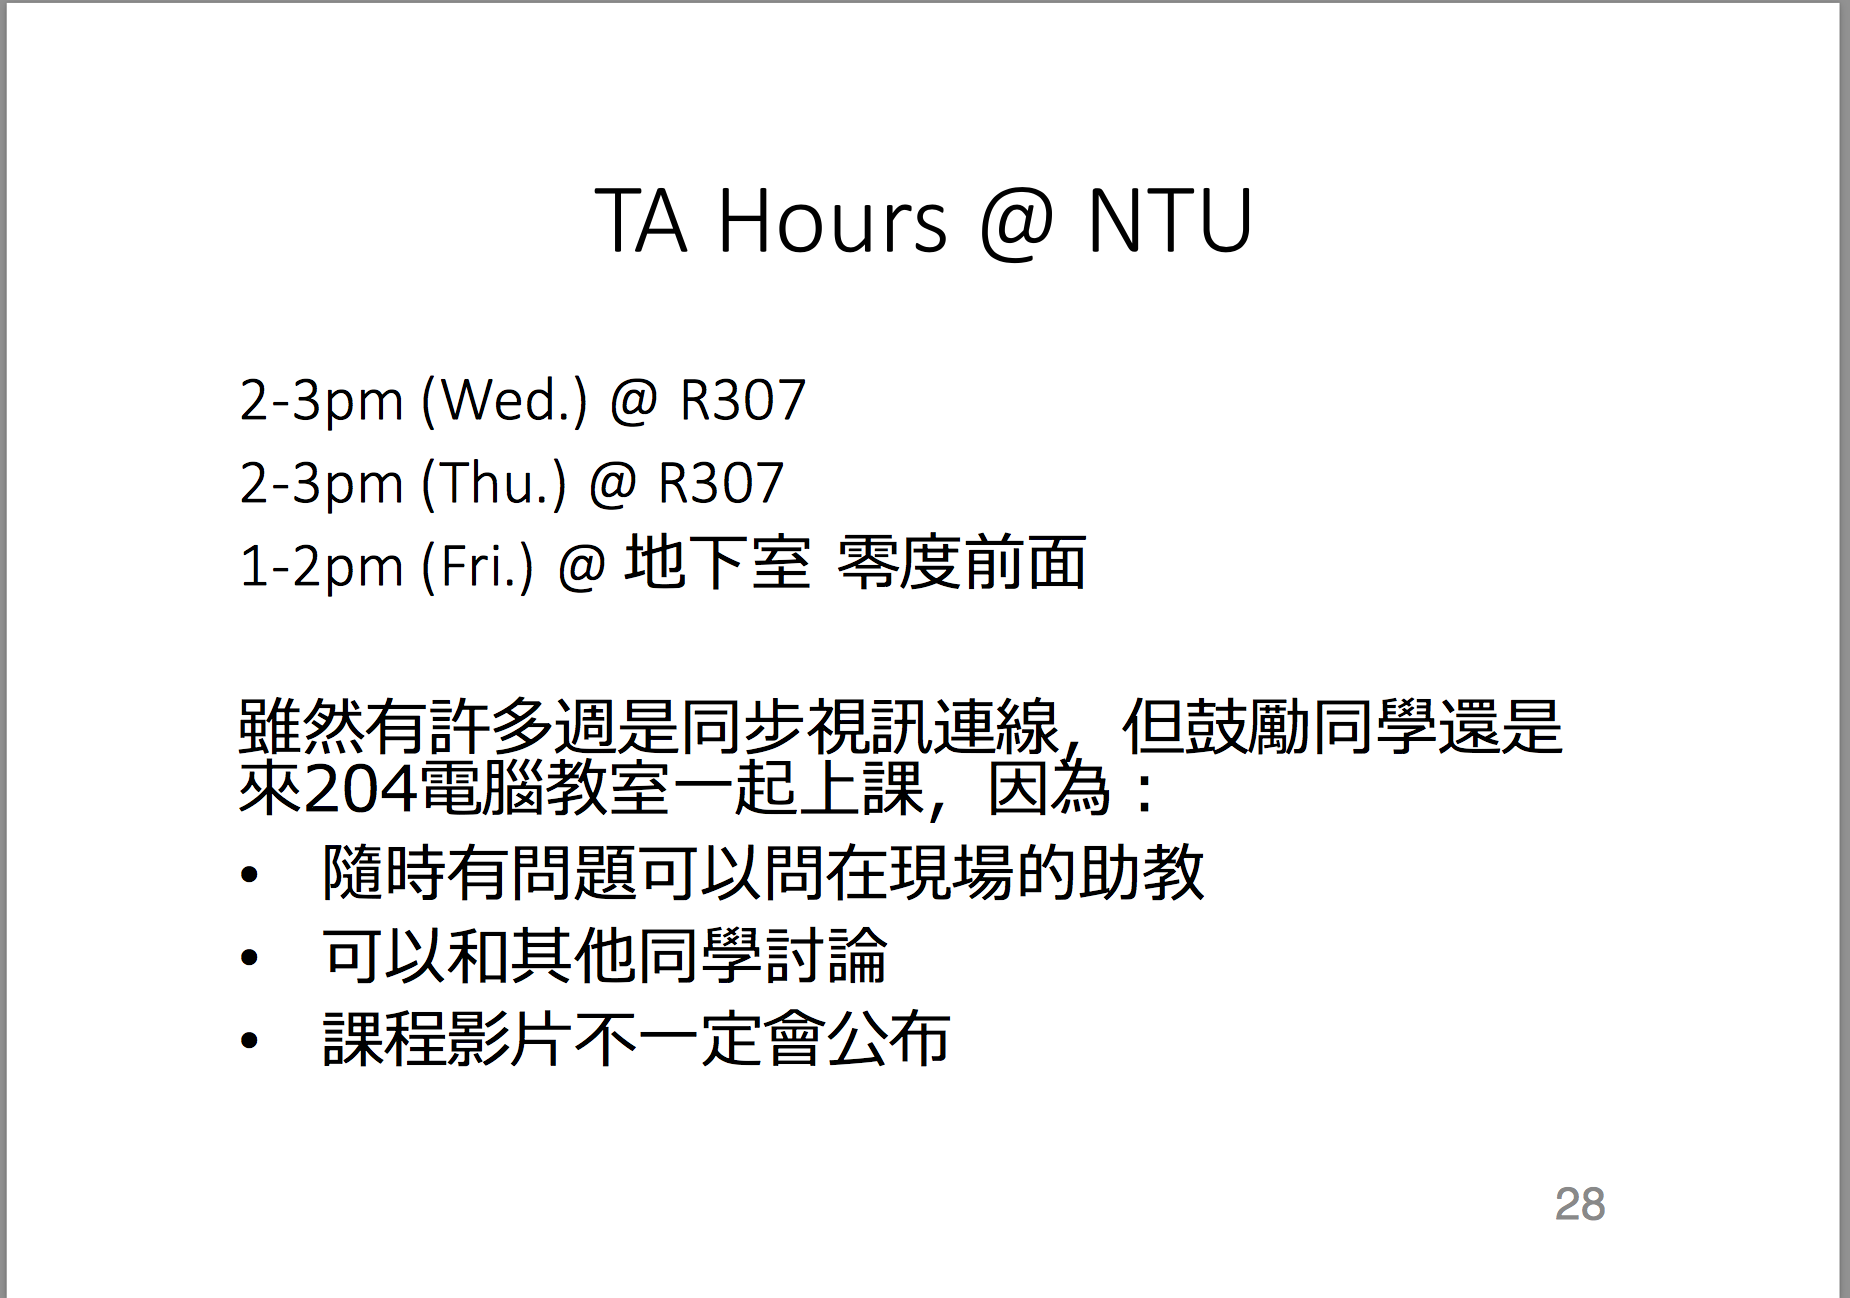 TA Hours @ NTU
2-3pm (Wed.) @ R307
2-3pm (Thu.) @ R307
1-2pm (Fri.) @ 地下室 零度前面
雖然有許多週是同步視訊連線，但鼓勵同學還是
來204電腦教室一起上課，因為：
• 隨時有問題可以問在現場的助教
• 可以和其他同學討論
• 課程影片不一定會公布
28